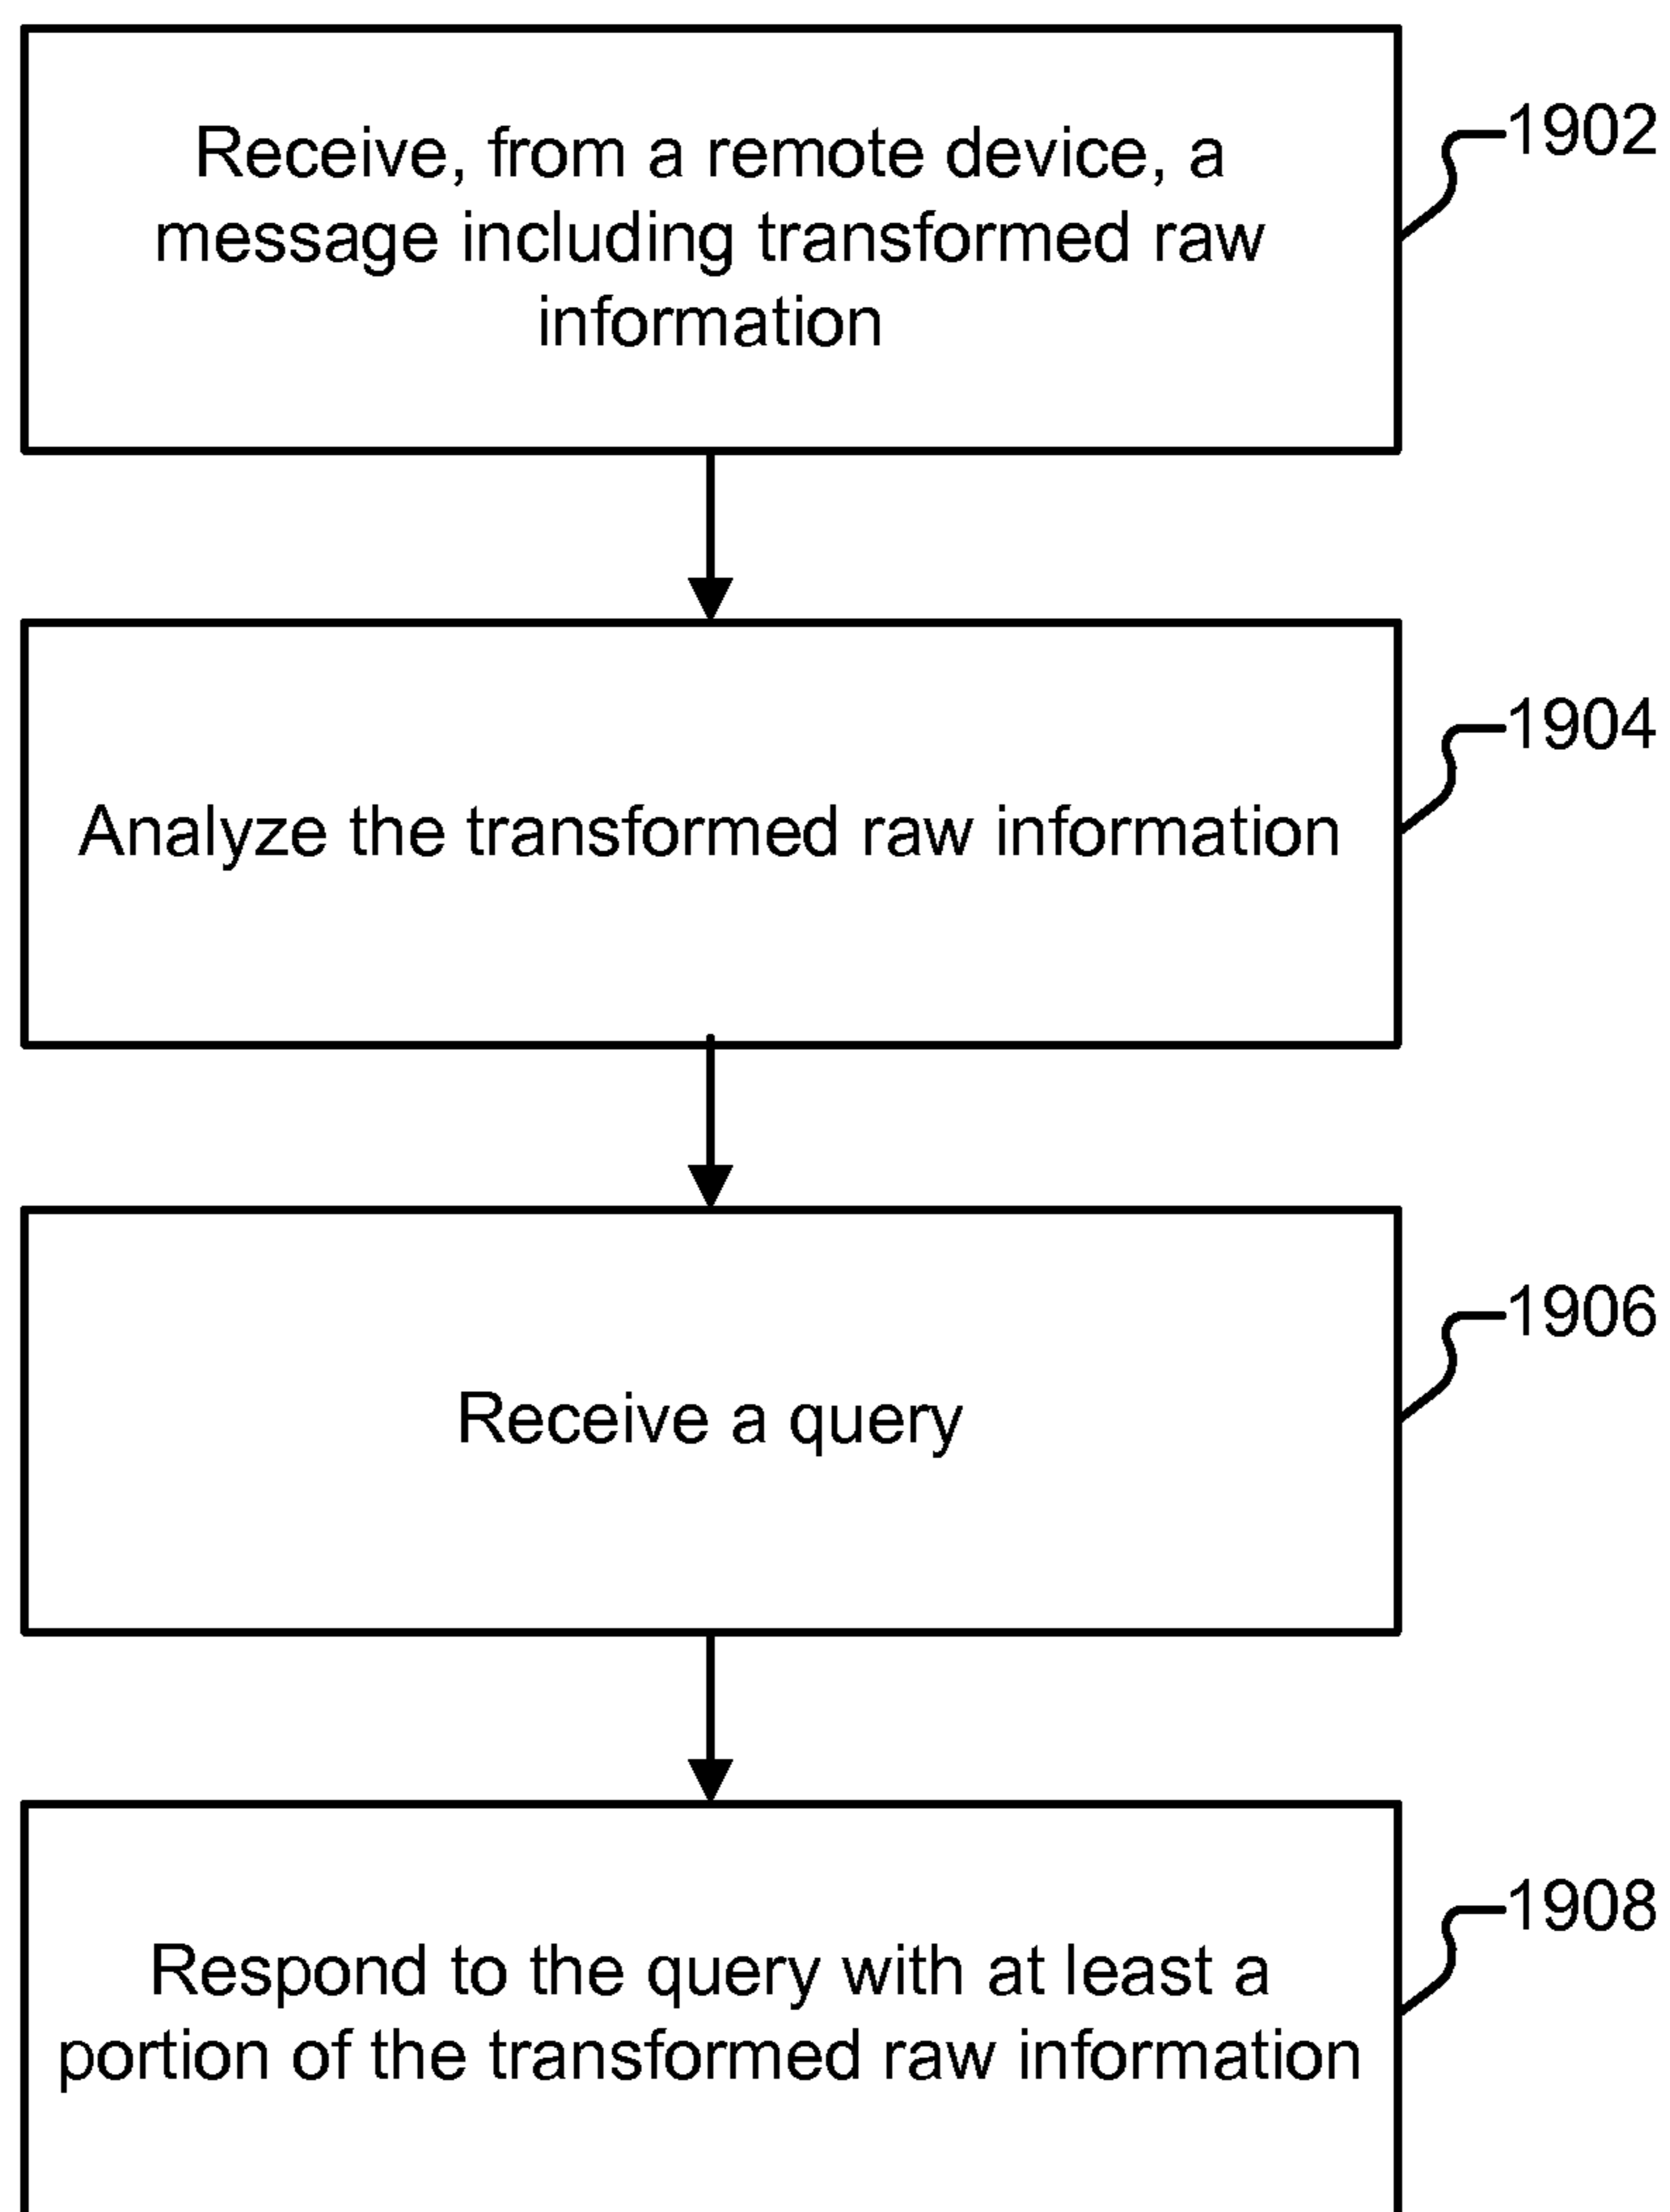 Receive, from a remote device, a
message including transformed raw
information
1902
Analyze the transformed raw information
1904
Receive a query
1906
Respond to the query with at least a
portion of the transformed raw information
1908